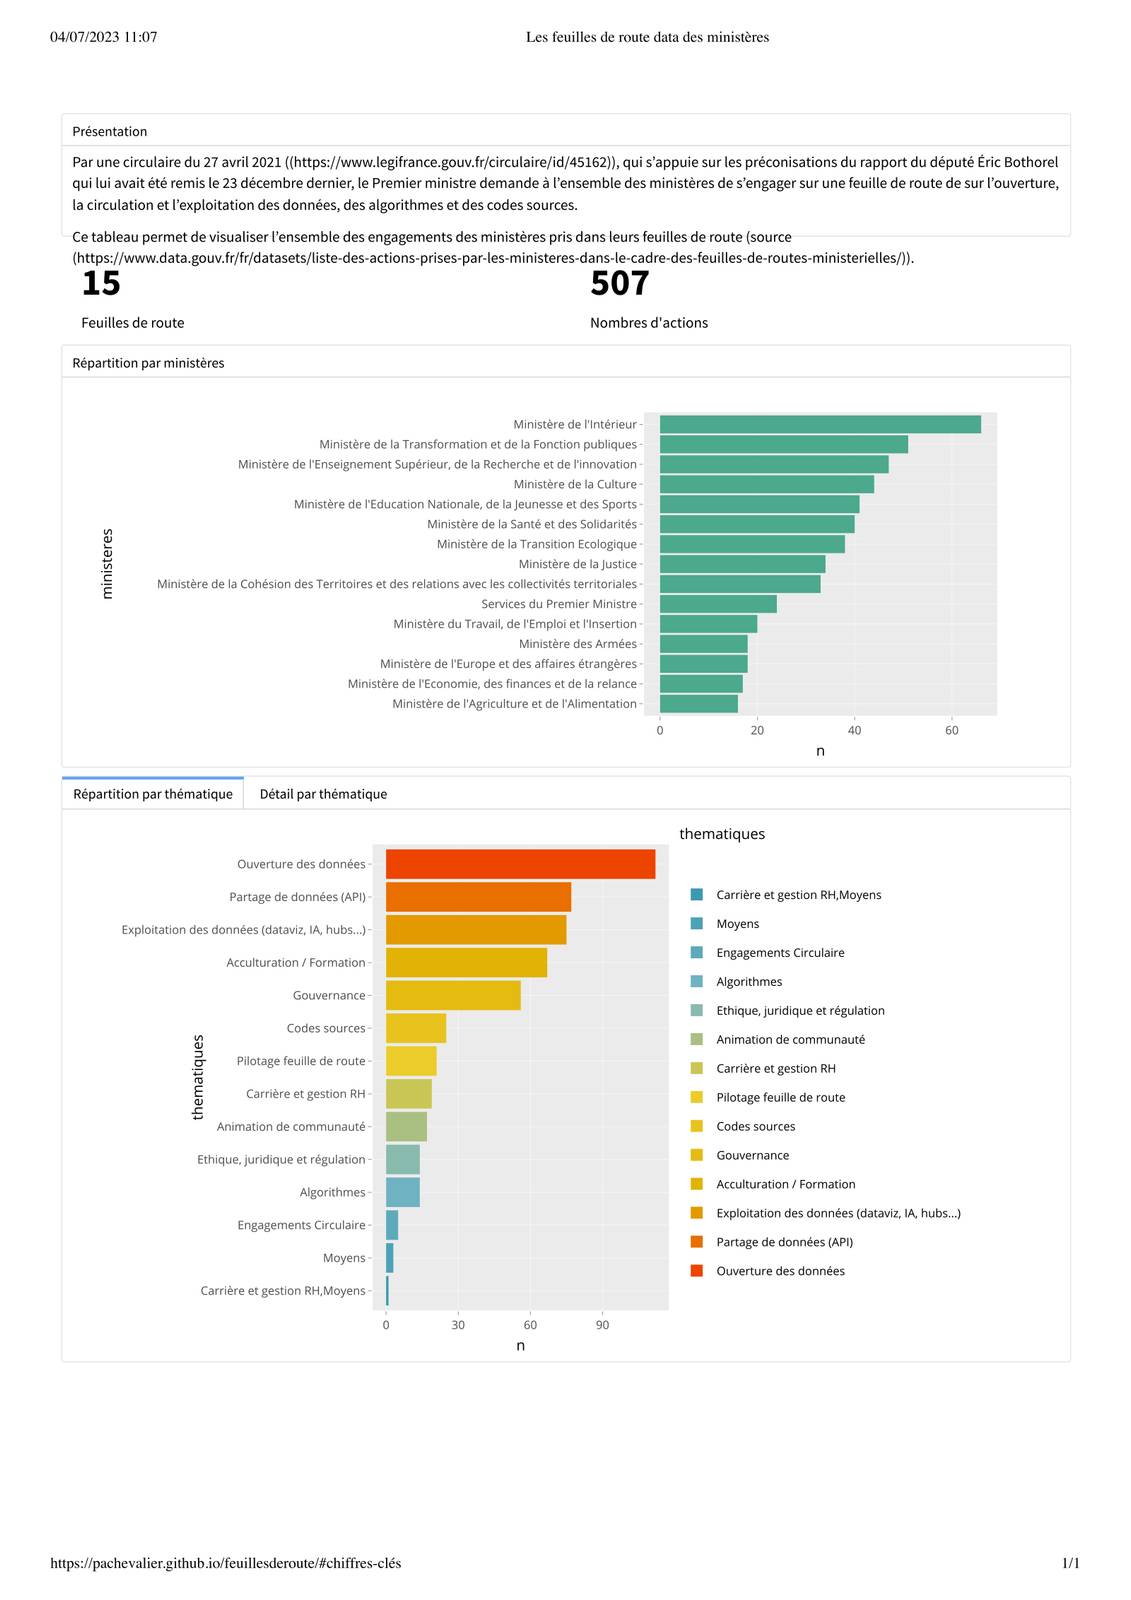 04/07/2023 11:07
Les feuilles de route data des ministères
Présentation
Par une circulaire du 27 avril 2021 ((https://www.legifrance.gouv.fr/circulaire/id/45162)), qui s’appuie sur les préconisations du rapport du député Éric Bothorel
qui lui avait été remis le 23 décembre dernier, le Premier ministre demande à l’ensemble des ministères de s’engager sur une feuille de route de sur l’ouverture,
la circulation et l’exploitation des données, des algorithmes et des codes sources.
Ce tableau permet de visualiser l’ensemble des engagements des ministères pris dans leurs feuilles de route (source
(https://www.data.gouv.fr/fr/datasets/liste-des-actions-prises-par-les-ministeres-dans-le-cadre-des-feuilles-de-routes-ministerielles/)).
15
Feuilles de route
507
Nombres d'actions
Répartition par ministères
ministeres
Ministère de l'Intérieur
Ministère de la Transformation et de la Fonction publiques
Ministère de l'Enseignement Supérieur, de la Recherche et de l'innovation
Ministère de la Culture
Ministère de l'Education Nationale, de la Jeunesse et des Sports
Ministère de la Santé et des Solidarités
Ministère de la Transition Ecologique
Ministère de la Justice
Ministère de la Cohésion des Territoires et des relations avec les collectivités territoriales
Services du Premier Ministre
Ministère du Travail, de l'Emploi et l'Insertion
Ministère des Armées
Ministère de l'Europe et des affaires étrangères
Ministère de l'Economie, des finances et de la relance
Ministère de l'Agriculture et de l'Alimentation
0 20 40 60
n
Répartition par thématique
Détail par thématique
thematiques
Ouverture des données
Partage de données (API)
Exploitation des données (dataviz, IA, hubs...)
Acculturation / Formation
Gouvernance
Codes sources
Pilotage feuille de route
Carrière et gestion RH
Animation de communauté
Ethique, juridique et régulation
Algorithmes
Engagements Circulaire
Moyens
Carrière et gestion RH,Moyens
0 30 60 90
n
thematiques
Carrière et gestion RH,Moyens
Moyens
Engagements Circulaire
Algorithmes
Ethique, juridique et régulation
Animation de communauté
Carrière et gestion RH
Pilotage feuille de route
Codes sources
Gouvernance
Acculturation / Formation
Exploitation des données (dataviz, IA, hubs...)
Partage de données (API)
Ouverture des données
https://pachevalier.github.io/feuillesderoute/#chiffres-clés
1/1